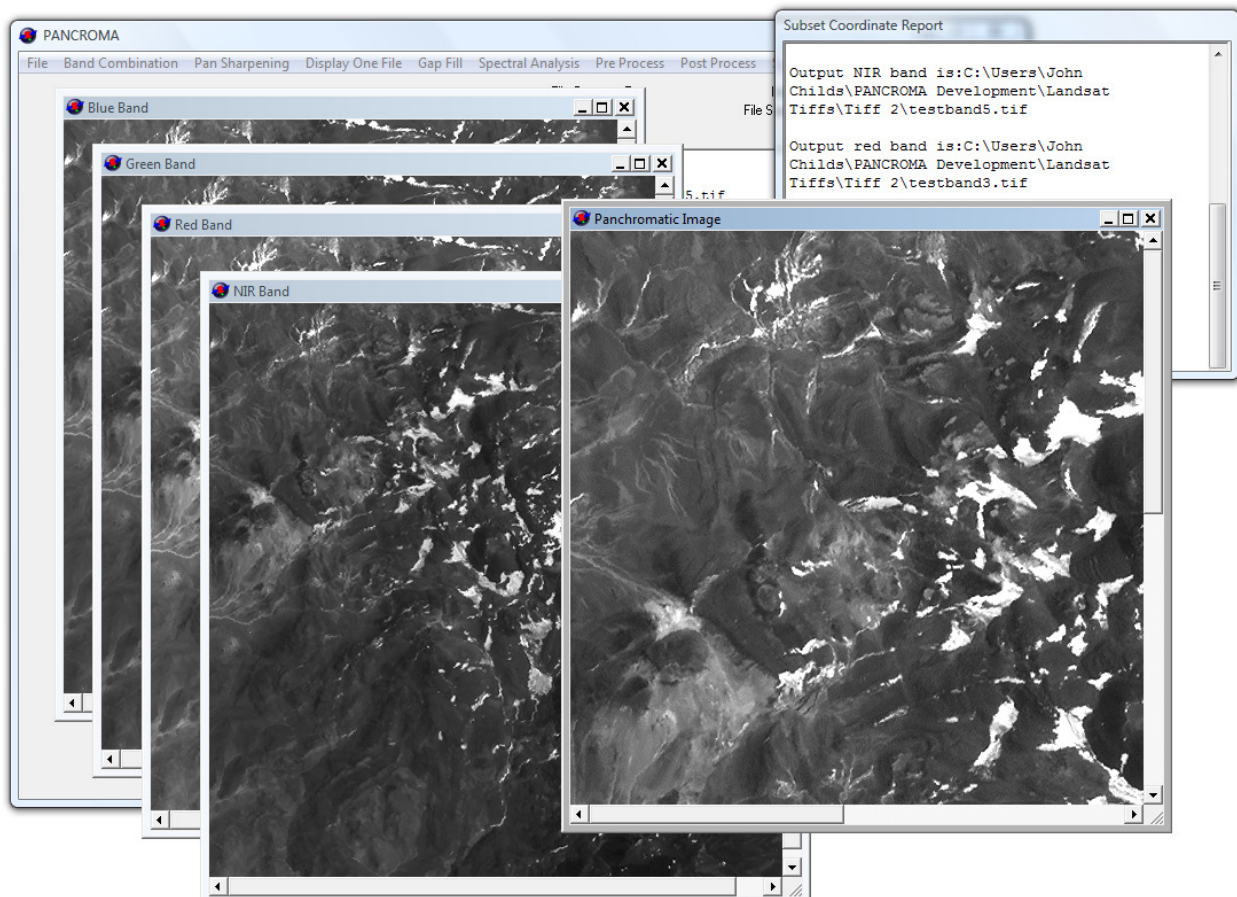 PANCROMA
File Band Combination Pan Sharpening Display One File Gap Fill Spectral Analysis Pre Process Post Process
File S
Blue Band
Green Band
5.tif
Red Band
NIR Band
Panchromatic Image
Subset Coordinate Report
Output NIR band is:C:\Users\John
Childs\PANCROMA Development\Landsat
Tiffs\Tiff 2\testband5.tif
Output red band is:C:\Users\John
Childs\PANCROMA Development\Landsat
Tiffs\Tiff 2\testband3.tif